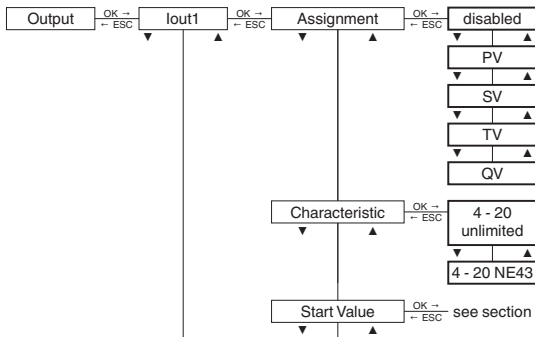 Output OK → ← ESC Iout1 OK → ← ESC Assignment OK → ← ESC disabled
PV
SV
TV
QV
Characteristic OK → ← ESC 4 - 20 unlimited
4 - 20 NE43
Start Value OK → ← ESC see section